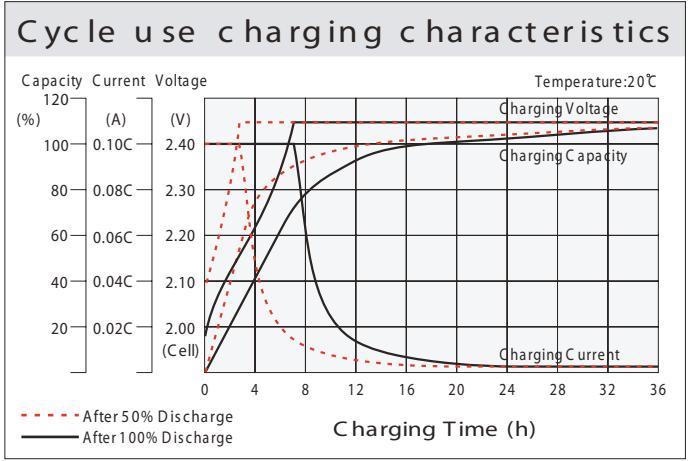 Cycle use charging characteristics
Capacity Current Voltage
Temperature:20℃
120
(%) (A) (V)
Charging Voltage
100 0.10C 2.40
Charging Capacity
80 0.08C 2.30
60 0.06C 2.20
40 0.04C 2.10
20 0.02C 2.00
(Cell)
Charging Current
0 4 8 12 16 20 24 28 32 36
After 50% Discharge
After 100% Discharge
Charging Time (h)